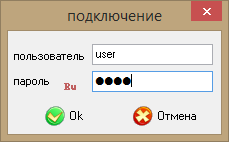 подключение
пользователь user
пароль Ru ●●●●
Ok Отмена